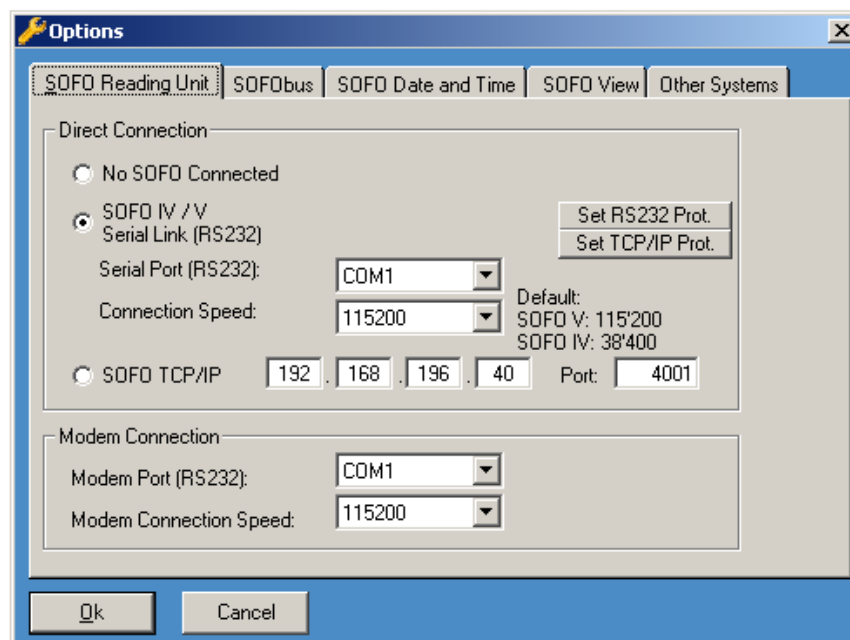 Options
SOFO Reading Unit SOFObus SOFO Date and Time SOFO View Other Systems
Direct Connection
No SOFO Connected
SOFO IV / V
Serial Link (RS232)
Set RS232 Prot.
Set TCP/IP Prot.
Serial Port (RS232): COM1
Connection Speed: 115200
Default:
SOFO V: 115'200
SOFO IV: 38'400
SOFO TCP/IP 192 . 168 . 196 . 40 Port: 4001
Modem Connection
Modem Port (RS232): COM1
Modem Connection Speed: 115200
Ok Cancel